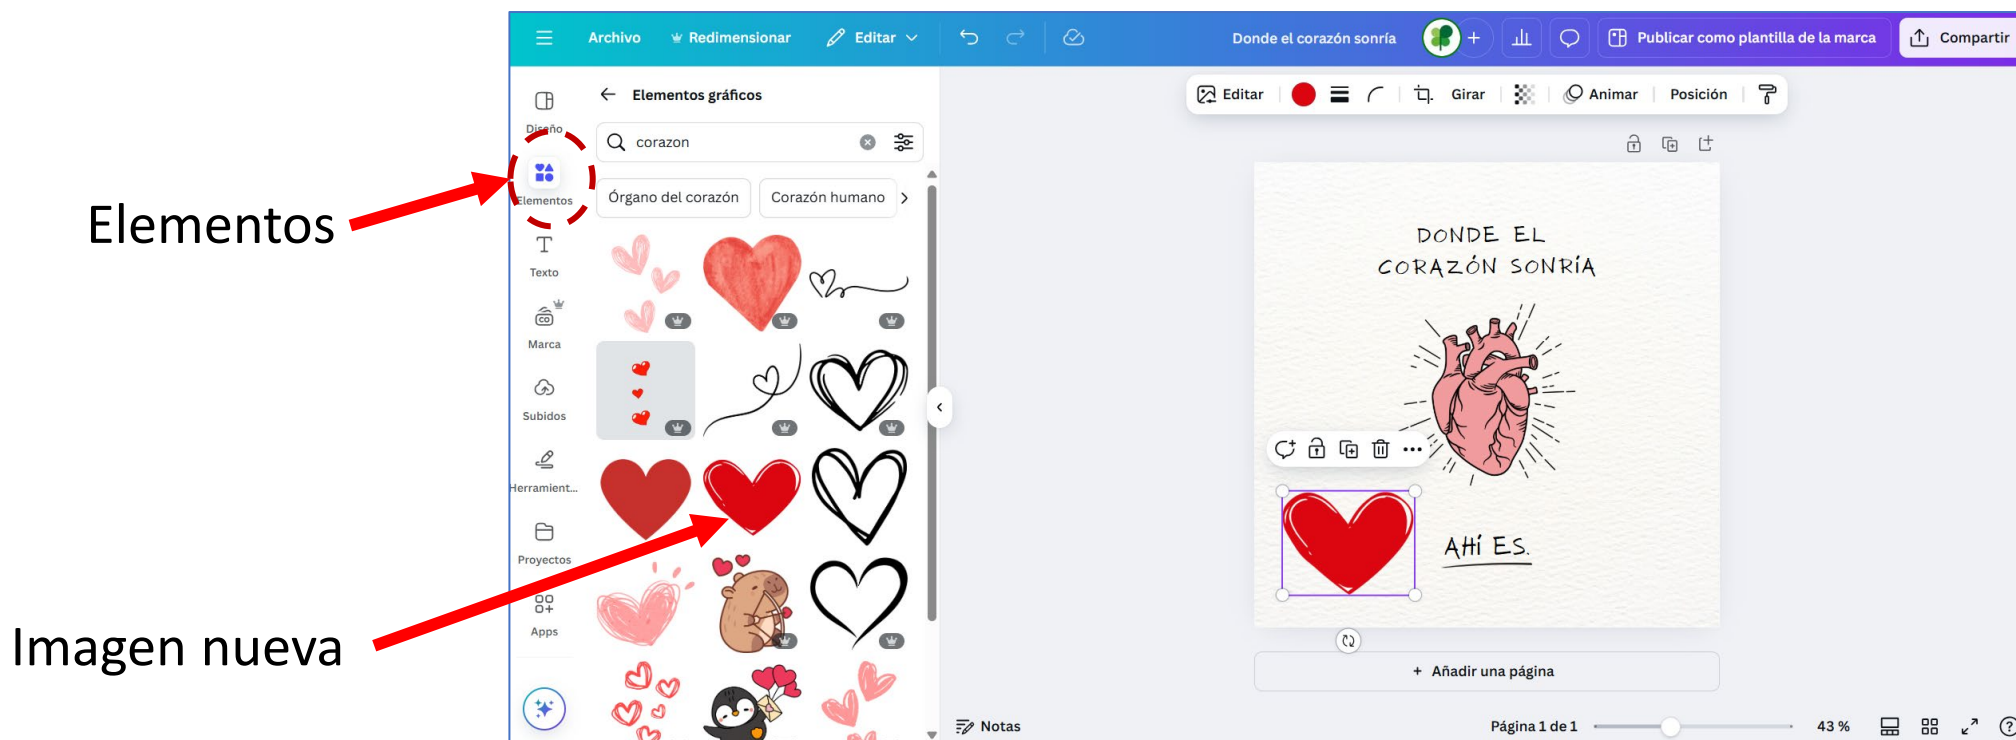 Archivo
Redimensionar
Editar
Donde el corazón sonría
Publicar como plantilla de la marca
Compartir
Diseño
Elementos
Texto
Marca
Subidos
Herramient...
Proyectos
Apps
Elementos gráficos
corazon
Órgano del corazón
Corazón humano
Editar
Girar
Animar
Posición
DONDE EL
CORAZÓN SONRÍA
AHÍ ES.
+ Añadir una página
Notas
Página 1 de 1
43 %
Elementos
Imagen nueva